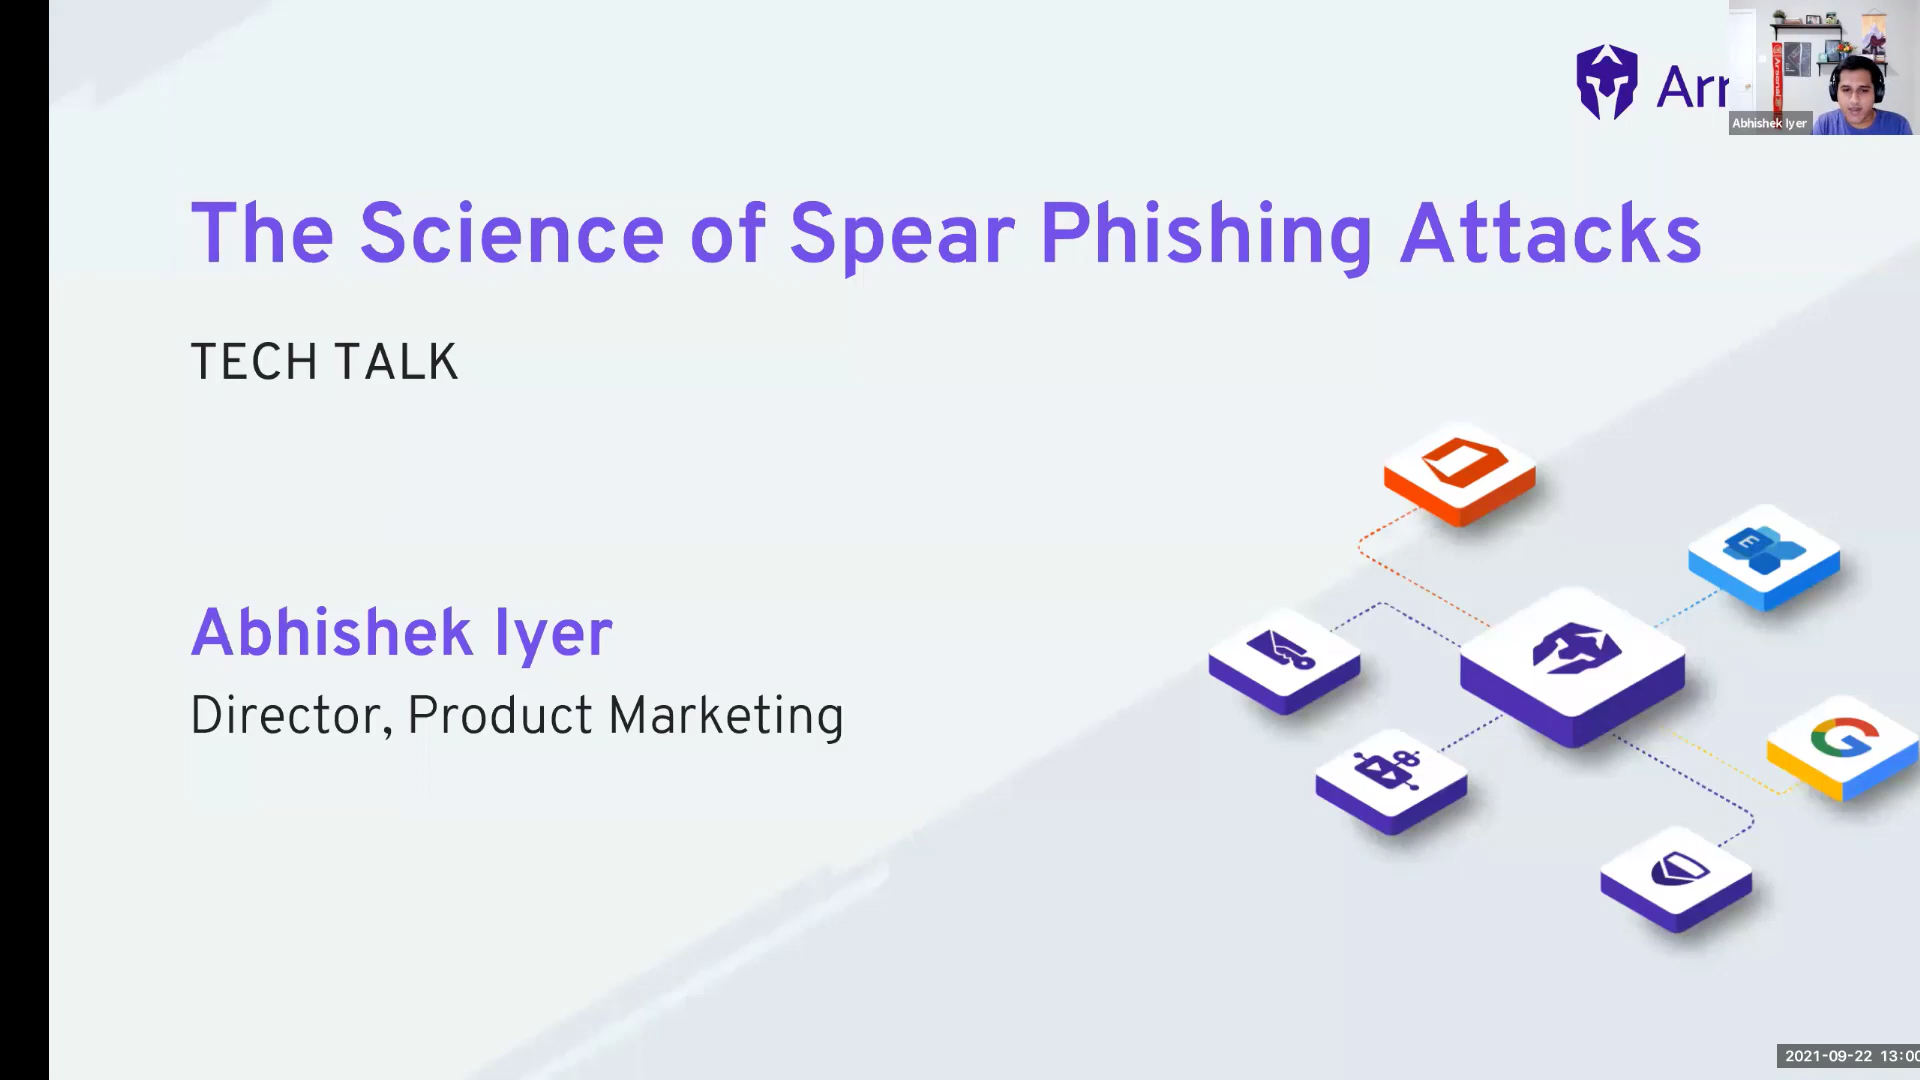 Arr
Abhishek Iyer
The Science of Spear Phishing Attacks
TECH TALK
Abhishek Iyer
Director, Product Marketing
E
G
2021-09-22 13:00